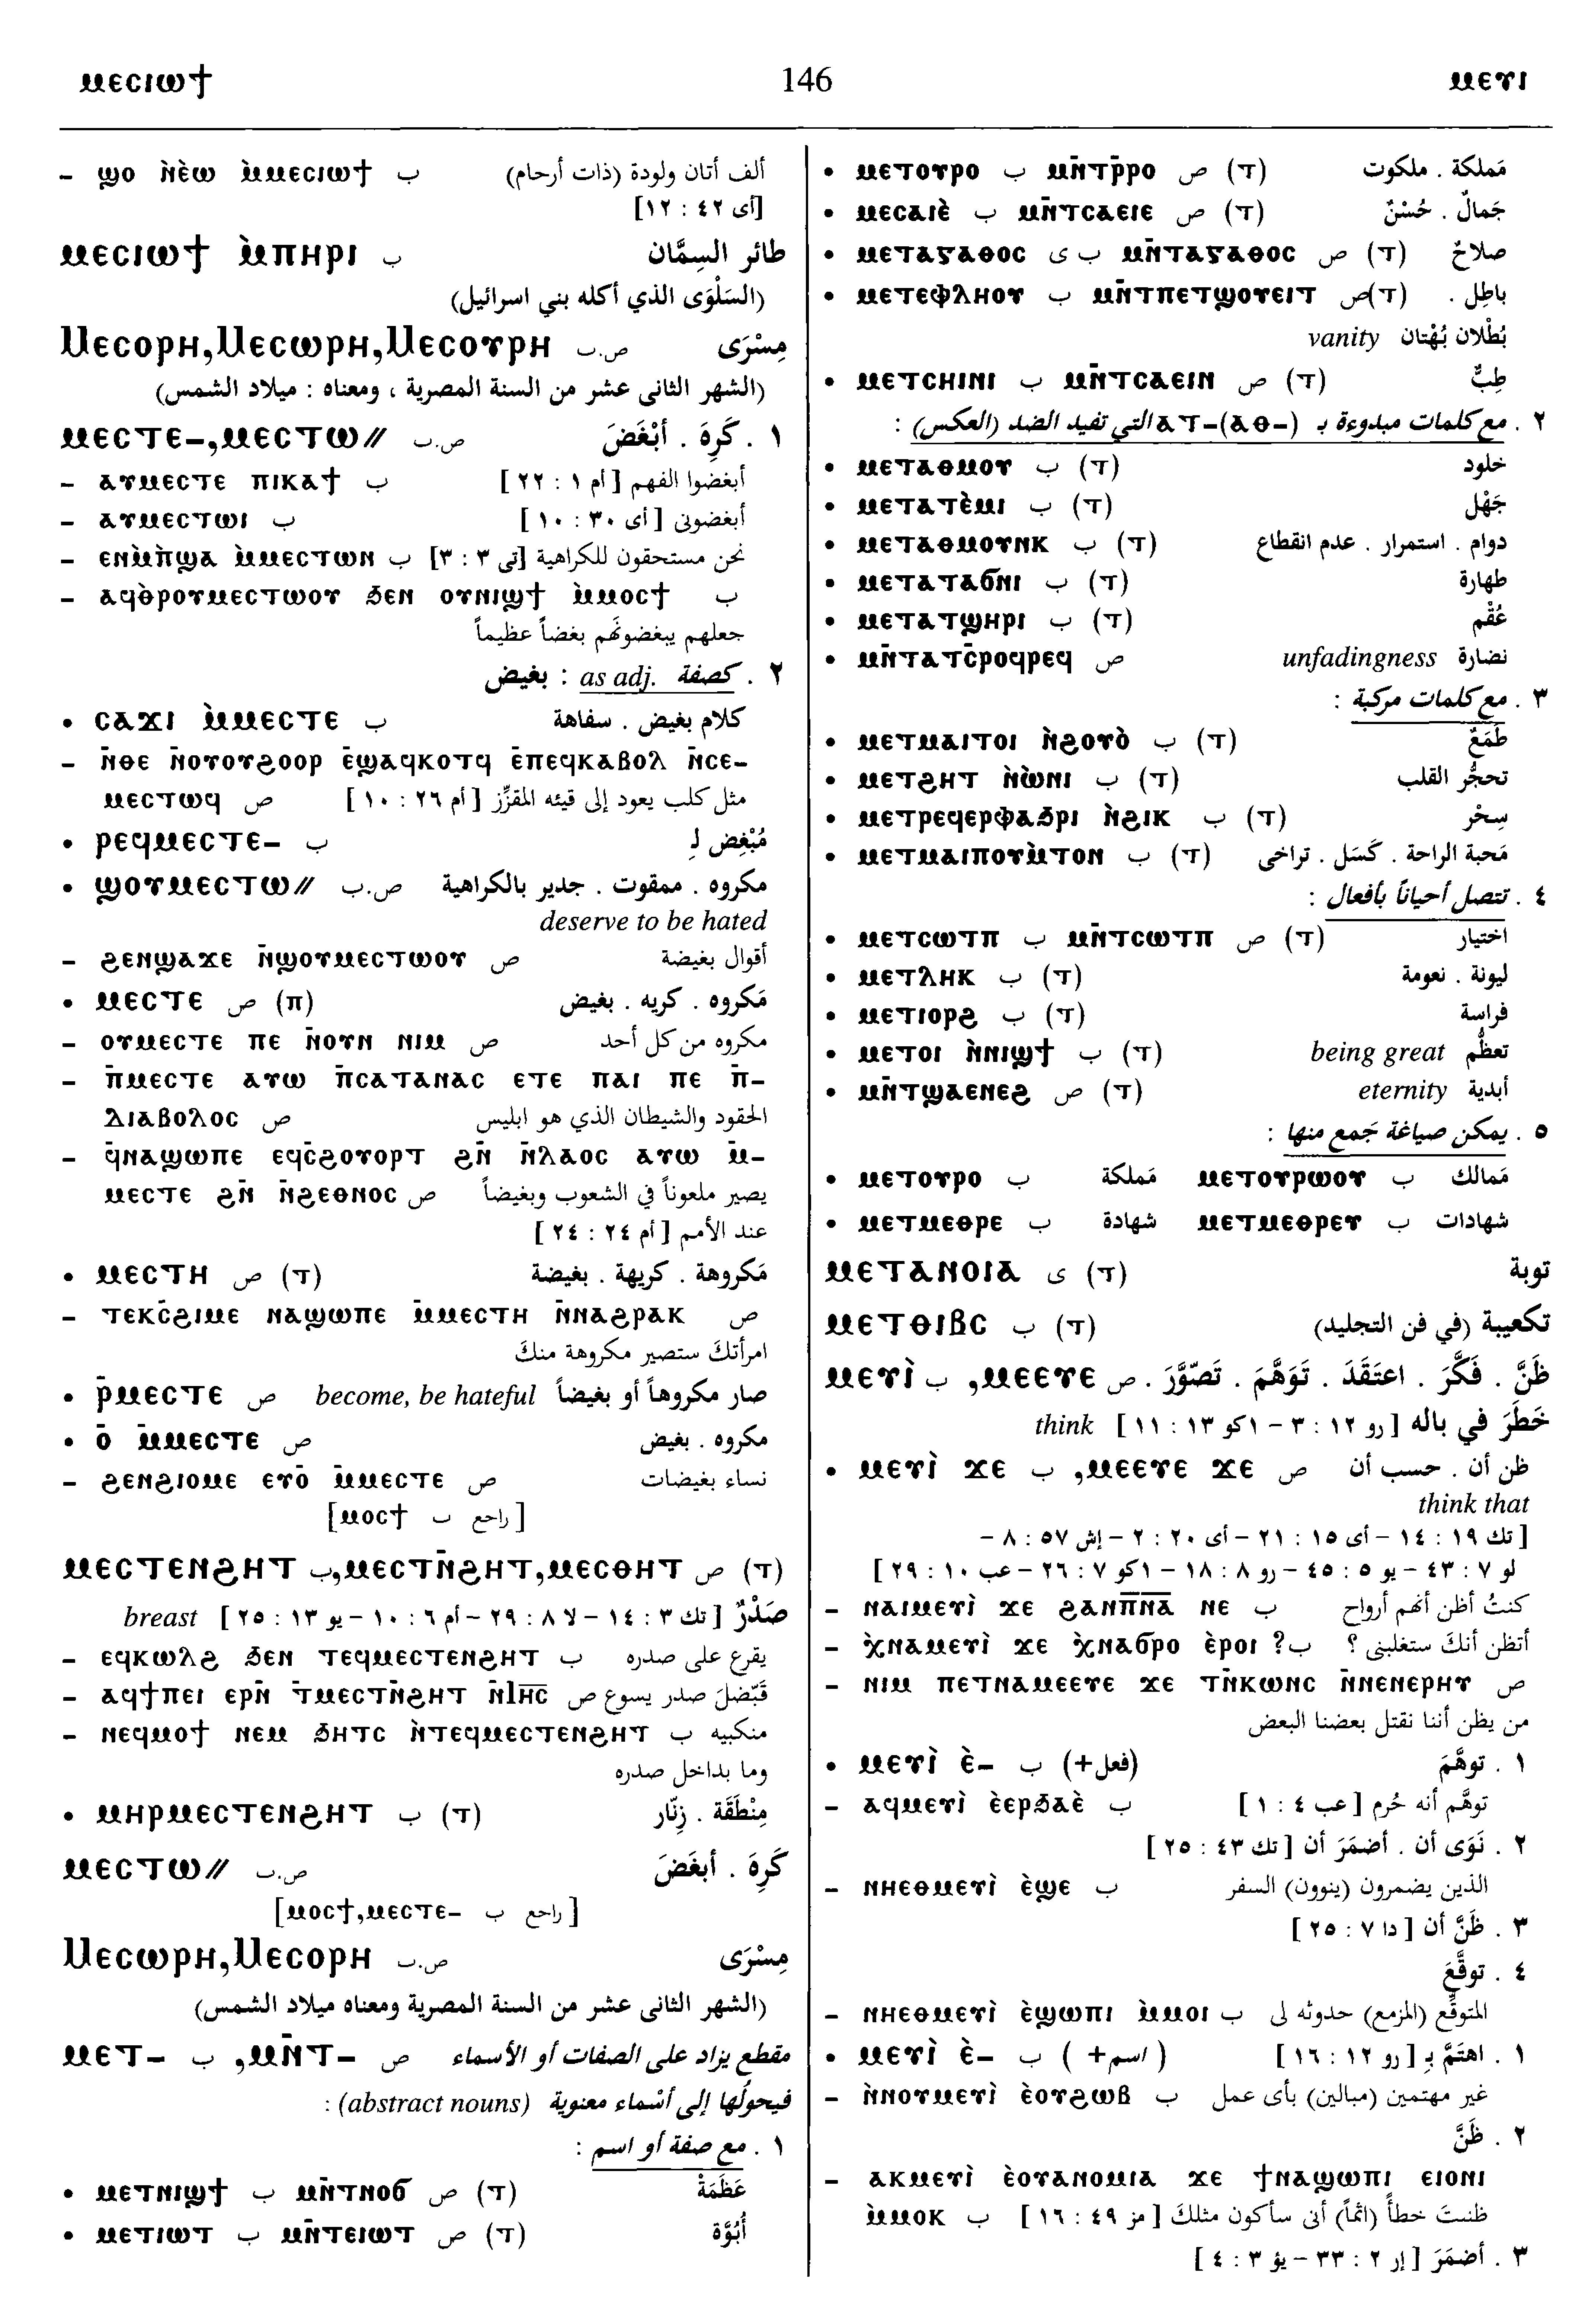 ⲙⲉⲥⲓⲱϯ 146 ⲙⲉⲩⲓ
– ϣⲟ ⲛ̀ⲉ̀ⲱ ⲙ̀ⲙⲉⲥⲓⲱϯ ب ألف أتان ولودة (ذات أرحام)
[أى ٤٢ : ١٢]
ⲙⲉⲥⲓⲱϯ ⲙ̀ⲡⲏⲣⲓ ب طائر السِمَّان
(السَلْوَى الذي أكله بني اسرائيل)
Ⲙⲉⲥⲟⲣⲏ,Ⲙⲉⲥⲱⲣⲏ,Ⲙⲉⲥⲟⲩⲣⲏ ص.ب مِسْرَى
(الشهر الثانى عشر من السنة المصرية ، ومعناه : ميلاد الشمس)
ⲙⲉⲥⲧⲉ–,ⲙⲉⲥⲧⲱ// ص.ب ١ . كَرِهَ . أبْغَضَ
– ⲁⲩⲙⲉⲥⲧⲉ ⲡⲓⲕⲁϯ ب أبغضوا الفهم [ أم ١ : ٢٢ ]
– ⲁⲩⲙⲉⲥⲧⲱⲓ ب أبغضونى [ أى ٣٠ : ١٠ ]
– ⲉⲛⲙ̀ⲡ̀ϣⲁ ⲙ̀ⲙⲉⲥⲧⲱⲛ ب نحن مستحقون للكراهية [تى ٣ : ٣]
– ⲁϥⲑ̀ⲣⲟⲩⲙⲉⲥⲧⲱⲟⲩ ϧⲉⲛ ⲟⲩⲛⲓϣϯ ⲙ̀ⲙⲟⲥϯ ب
جعلهم يبغضونهم بغضاً عظيماً
٢ . كصفة as adj. : بغيض
• ⲥⲁϫⲓ ⲙ̀ⲙⲉⲥⲧⲉ ب كلام بغيض . سفاهة
– ⲛ̄ⲑⲉ ⲛ̄ⲟⲩⲟⲩϩⲟⲟⲣ ⲉ̄ϣⲁϥⲕⲟⲧϥ ⲉ̄ⲡⲉϥⲕⲁⲃⲟⲗ ⲛ̄ⲥⲉ–
ⲙⲉⲥⲧⲱϥ ص مثل كلب يعود إلى قيئه المقزِّز [ أم ٢٦ : ١٠ ]
• ⲣⲉϥⲙⲉⲥⲧⲉ– ب مُبْغِض لِـ
• ϣⲟⲩⲙⲉⲥⲧⲱ// ص.ب مكروه . ممقوت . جدير بالكراهية
deserve to be hated
– ϩⲉⲛϣⲁϫⲉ ⲛ̄ϣⲟⲩⲙⲉⲥⲧⲱⲟⲩ ص أقوال بغيضة
• ⲙⲉⲥⲧⲉ ص (ⲡ) مَكروه . كريه . بغيض
– ⲟⲩⲙⲉⲥⲧⲉ ⲡⲉ ⲛ̄ⲟⲩⲛ ⲛⲓⲙ ص مكروه من كل أحد
– ⲡ̄ⲙⲉⲥⲧⲉ ⲁⲩⲱ ⲡ̄ⲥⲁⲧⲁⲛⲁⲥ ⲉⲧⲉ ⲡⲁⲓ ⲡⲉ ⲡ̄–
ⲇⲓⲁⲃⲟⲗⲟⲥ ص الحقود والشيطان الذي هو ابليس
– ϥ̄ⲛⲁϣⲱⲡⲉ ⲉϥⲥ̄ϩⲟⲩⲟⲣⲧ ϩⲛ̄ ⲛ̄ⲗⲁⲟⲥ ⲁⲩⲱ ⲙ̄–
ⲙⲉⲥⲧⲉ ϩⲛ̄ ⲛ̄ϩⲉⲑⲛⲟⲥ ص يصير ملعوناً في الشعوب وبغيضاً
عند الأمم [ أم ٢٤ : ٢٤ ]
• ⲙⲉⲥⲧⲏ ص (ⲧ) مَكروهة . كريهة . بغيضة
– ⲧⲉⲕⲥ̄ϩⲓⲙⲉ ⲛⲁϣⲱⲡⲉ ⲙ̄ⲙⲉⲥⲧⲏ ⲛ̄ⲛⲁϩⲣⲁⲕ ص
امرأتكَ ستصير مكروهة منكَ
• ⲣ̄ⲙⲉⲥⲧⲉ ص become, be hateful صار مكروهاً أو بغيضاً
• ⲟ̄ ⲙ̄ⲙⲉⲥⲧⲉ ص مكروه . بغيض
– ϩⲉⲛϩⲓⲟⲙⲉ ⲉⲩⲟ̄ ⲙ̄ⲙⲉⲥⲧⲉ ص نساء بغيضات
[ راجع ب ⲙⲟⲥϯ]
ⲙⲉⲥⲧⲉⲛϩⲏⲧ ب,ⲙⲉⲥⲧⲛ̄ϩⲏⲧ,ⲙⲉⲥⲑⲏⲧ ص (ⲧ)
صَدْرٌ [ تك ٣ : ١٤ – لا ٨ : ٢٩ – أم ٦ : ١٠ – يو ١٣ : ٢٥ ] breast
– ⲉϥⲕⲱⲗϩ ϧⲉⲛ ⲧⲉϥⲙⲉⲥⲧⲉⲛϩⲏⲧ ب يقرع على صدره
– ⲁϥϯⲡⲉⲓ ⲉⲣⲛ̄ ⲧ̄ⲙⲉⲥⲧⲛ̄ϩⲏⲧ ⲛ̄ⲓ̅ⲏ̅ⲥ̅ ص قبّضلَ صدر يسوع
– ⲛⲉϥⲙⲟϯ ⲛⲉⲙ ϧⲏⲧⲥ ⲛ̀ⲧⲉϥⲙⲉⲥⲧⲉⲛϩⲏⲧ ب منكبيه
وما بداخل صدره
• ⲙⲏⲣⲙⲉⲥⲧⲉⲛϩⲏⲧ ب (ⲧ) مِنْطَقَة . زِنّار
ⲙⲉⲥⲧⲱ// ص.ب كَرِهَ . أبغَضَ
[ راجع ب ⲙⲟⲥϯ,ⲙⲉⲥⲧⲉ–]
Ⲙⲉⲥⲱⲣⲏ,Ⲙⲉⲥⲟⲣⲏ ص.ب مِسْرَى
(الشهر الثانى عشر من السنة المصرية ومعناه ميلاد الشمس)
ⲙⲉⲧ– ب ,ⲙⲛ̄ⲧ– ص مقطع يزاد على الصفات أو الأسماء
فيحولُها إلى أسْماء معنوية (abstract nouns) :
١ . مع صفة أو اسم :
• ⲙⲉⲧⲛⲓϣϯ ب ⲙⲛ̄ⲧⲛⲟϭ ص (ⲧ) عَظَمَةْ
• ⲙⲉⲧⲓⲱⲧ ب ⲙⲛ̄ⲧⲉⲓⲱⲧ ص (ⲧ) أُبُوَّة
• ⲙⲉⲧⲟⲩⲣⲟ ب ⲙⲛ̄ⲧⲣ̄ⲣⲟ ص (ⲧ) مَملكة . ملكوت
• ⲙⲉⲥⲁⲓⲉ̀ ب ⲙⲛ̄ⲧⲥⲁⲉⲓⲉ ص (ⲧ) جَمالٌ . حُسْنٌ
• ⲙⲉⲧⲁⲅⲁⲑⲟⲥ ب ى ⲙⲛ̄ⲧⲁⲅⲁⲑⲟⲥ ص (ⲧ) صلاحٌ
• ⲙⲉⲧⲉⲫⲗⲏⲟⲩ ب ⲙⲛ̄ⲧⲡⲉⲧϣⲟⲩⲉⲓⲧ ص(ⲧ) باطِل .
بُطْلان بُهْتان vanity
• ⲙⲉⲧⲥⲏⲓⲛⲓ ب ⲙⲛ̄ⲧⲥⲁⲉⲓⲛ ص (ⲧ) طِبٌّ
٢ . مع كلمات مبدوءة بـ (–ⲁⲑ)–ⲁⲧ التي تفيد الضد (العكس) :
• ⲙⲉⲧⲁⲑⲙⲟⲩ ب (ⲧ) خلود
• ⲙⲉⲧⲁⲧⲉ̀ⲙⲓ ب (ⲧ) جَهْل
• ⲙⲉⲧⲁⲑⲙⲟⲩⲛⲕ ب (ⲧ) دوام . استمرار . عدم انقطاع
• ⲙⲉⲧⲁⲧⲁϭⲛⲓ ب (ⲧ) طهارة
• ⲙⲉⲧⲁⲧϣⲏⲣⲓ ب (ⲧ) عُقْم
• ⲙⲛ̄ⲧⲁⲧⲥ̄ⲣⲟϥⲣⲉϥ ص نضارة unfadingness
٣ . مع كلمات مركبة :
• ⲙⲉⲧⲙⲁⲓⲧⲟⲓ ⲛ̀ϩⲟⲩⲟ̀ ب (ⲧ) طَمَعٌ
• ⲙⲉⲧϩⲏⲧ ⲛ̀ⲱ̀ⲛⲓ ب (ⲧ) تحجُّر القلب
• ⲙⲉⲧⲣⲉϥⲉⲣⲫⲁϧⲣⲓ ⲛ̀ϩⲓⲕ ب (ⲧ) سِحْر
• ⲙⲉⲧⲙⲁⲓⲡⲟⲩⲙ̀ⲧⲟⲛ ب (ⲧ) مَحبة الراحة . كَسَل . تراخى
٤ . تتصل أحياناً بأفعال :
• ⲙⲉⲧⲥⲱⲧⲡ ب ⲙⲛ̄ⲧⲥⲱⲧⲡ ص (ⲧ) اختيار
• ⲙⲉⲧⲗⲏⲕ ب (ⲧ) ليونة . نعومة
• ⲙⲉⲧⲓⲟⲣϩ ب (ⲧ) فراسة
• ⲙⲉⲧⲟⲓ ⲛ̀ⲛⲓϣϯ ب (ⲧ) تعظُّم being great
• ⲙⲛ̄ⲧϣⲁⲉⲛⲉϩ ص (ⲧ) أبدية eternity
٥ . يمكن صياغة جَمع منها :
• ⲙⲉⲧⲟⲩⲣⲟ ب مَملكة ⲙⲉⲧⲟⲩⲣⲱⲟⲩ ب مَمالك
• ⲙⲉⲧⲙⲉⲑⲣⲉ ب شهادة ⲙⲉⲧⲙⲉⲑⲣⲉⲩ ب شهادات
ⲙⲉⲧⲁⲛⲟⲓⲁ ى (ⲧ) توبة
ⲙⲉⲧⲑⲓⲃⲥ ب (ⲧ) تكعيبة (في فن التجليد)
ⲙⲉⲩⲓ̀ ب ,ⲙⲉⲉⲩⲉ ص ظَنَّ . فَكَّرَ . اعتَقَدَ . تَوَهَّمَ . تَصَوَّرَ .
خَطَرَ في باله [ رو ١٢ : ٣ – ١كو ١٣ : ١١ ] think
• ⲙⲉⲩⲓ̀ ϫⲉ ب ,ⲙⲉⲉⲩⲉ ϫⲉ ص ظن أن . حسب أن
think that
[ تك ١٩ : ١٤ – أى ١٥ : ٢١ – أى ٢٠ : ٢ – إش ٥٧ : ٨ –
لو ٧ : ٤٣ – يو ٥ : ٤٥ – رو ٨ : ١٨ – ١كو ٧ : ٢٦ – عب ١٠ : ٢٩ ]
– ⲛⲁⲓⲙⲉⲩⲓ̀ ϫⲉ ϩⲁⲛⲡ̅ⲛ̅ⲁ̅ ⲛⲉ ب كنتُ أظن أنهم أرواح
– ⲭ̀ⲛⲁⲙⲉⲩⲓ̀ ϫⲉ ⲭ̀ⲛⲁϭⲣⲟ ⲉ̀ⲣⲟⲓ ?ب أتظن أنكَ ستغلبنى ؟
– ⲛⲓⲙ ⲡⲉⲧⲛⲁⲙⲉⲉⲩⲉ ϫⲉ ⲧⲛ̄ⲕⲱⲛⲥ ⲛ̄ⲛⲉⲛⲉⲣⲏⲩ ص
من يظن أننا نقتل بعضنا البعض
• ⲙⲉⲩⲓ̀ ⲉ̀– ب (فعل+) ١ . توهَّمَ
– ⲁϥⲙⲉⲩⲓ̀ ⲉ̀ⲉⲣϧⲁⲉ̀ ب توهَّم أنه حُرم [ عب ٤ : ١ ]
٢ . نَوَى أن . أضمَرَ أن [ تك ٤٣ : ٢٥ ]
– ⲛⲏⲉⲑⲙⲉⲩⲓ̀ ⲉ̀ϣⲉ ب الذين يضمرون (ينوون) السفر
٣ . ظَنَّ أن [ دا ٧ : ٢٥ ]
٤ . توقَّعَ
– ⲛⲏⲉⲑⲙⲉⲩⲓ̀ ⲉ̀ϣⲱⲡⲓ ⲙ̀ⲙⲟⲓ ب المتوقَّع (المزمع) حدوثه لى
• ⲙⲉⲩⲓ̀ ⲉ̀– ب ( اسم+ ) ١ . اهتَمَّ بِـ [ رو ١٢ : ١٦ ]
– ⲛ̀ⲛⲟⲩⲙⲉⲩⲓ̀ ⲉ̀ⲟⲩϩⲱⲃ ب غير مهتمين (مبالين) بأى عمل
٢ . ظَنَّ
– ⲁⲕⲙⲉⲩⲓ̀ ⲉ̀ⲟⲩⲁⲛⲟⲙⲓⲁ ϫⲉ ϯⲛⲁϣⲱⲡⲓ ⲉⲓⲟⲛⲓ
ⲙ̀ⲙⲟⲕ ب ظننتَ خطأً (اثماً) أنى سأكون مثلكَ [ مز ٤٩ : ١٦ ]
٣ . أضمَرَ [ إر ٢ : ٣٣ – يؤ ٣ : ٤ ]